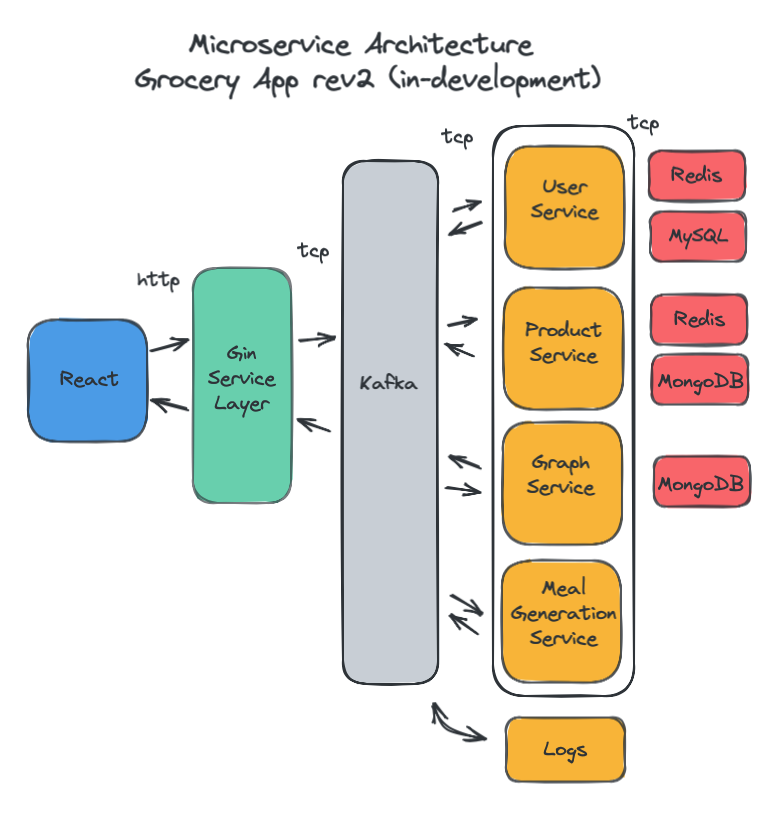 Microservice Architecture
Grocery App rev2 (in-development)
http
tcp
tcp
tcp
React
Gin
Service
Layer
Kafka
User
Service
Redis
MySQL
Product
Service
Redis
MongoDB
Graph
Service
MongoDB
Meal
Generation
Service
Logs